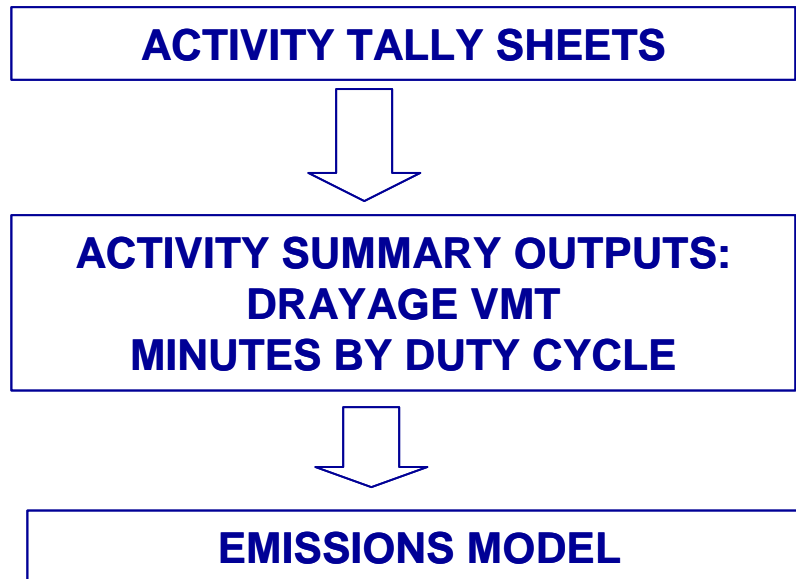 ACTIVITY TALLY SHEETS
ACTIVITY SUMMARY OUTPUTS:
DRAYAGE VMT
MINUTES BY DUTY CYCLE
EMISSIONS MODEL